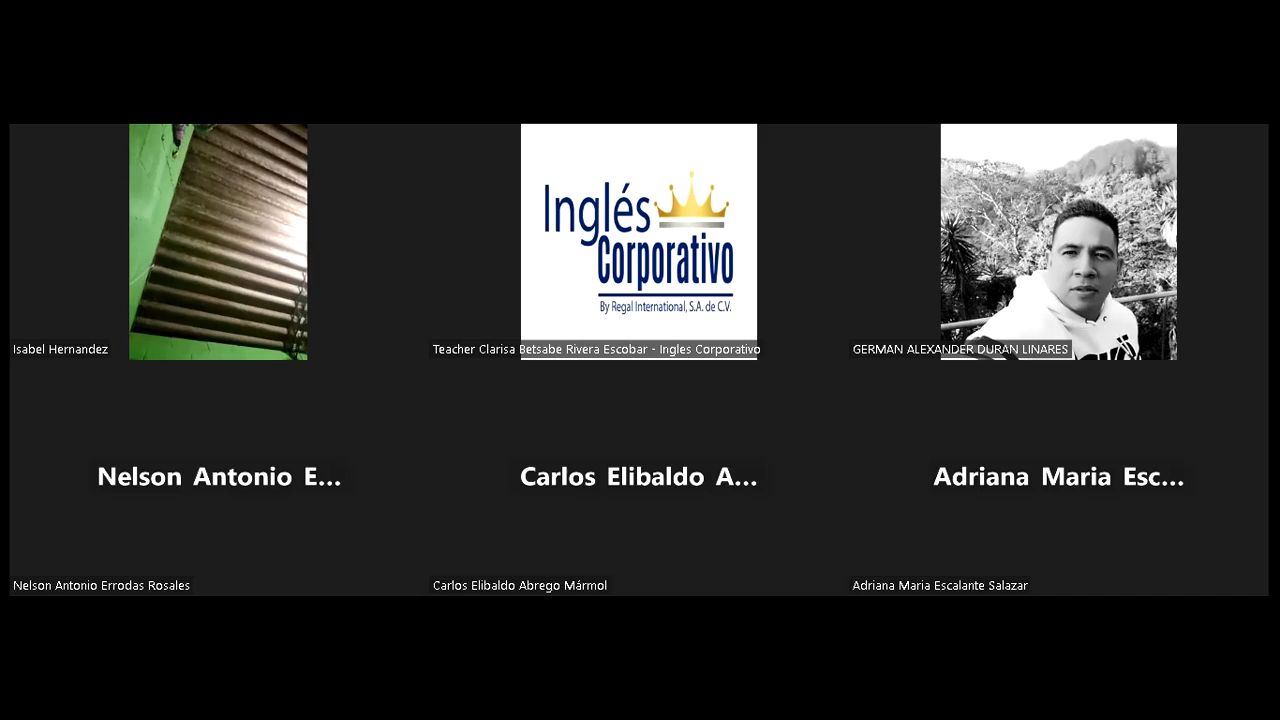 Inglés
Corporativo
By Regal International, S.A. de C.V.
Isabel Hernandez
Teacher Clarisa Betsabe Rivera Escobar - Ingles Corporativo
GERMAN ALEXANDER DURAN LINARES
Nelson Antonio E...
Carlos Elibaldo A...
Adriana Maria Esc...
Nelson Antonio Errodas Rosales
Carlos Elibaldo Abrego Mármol
Adriana Maria Escalante Salazar